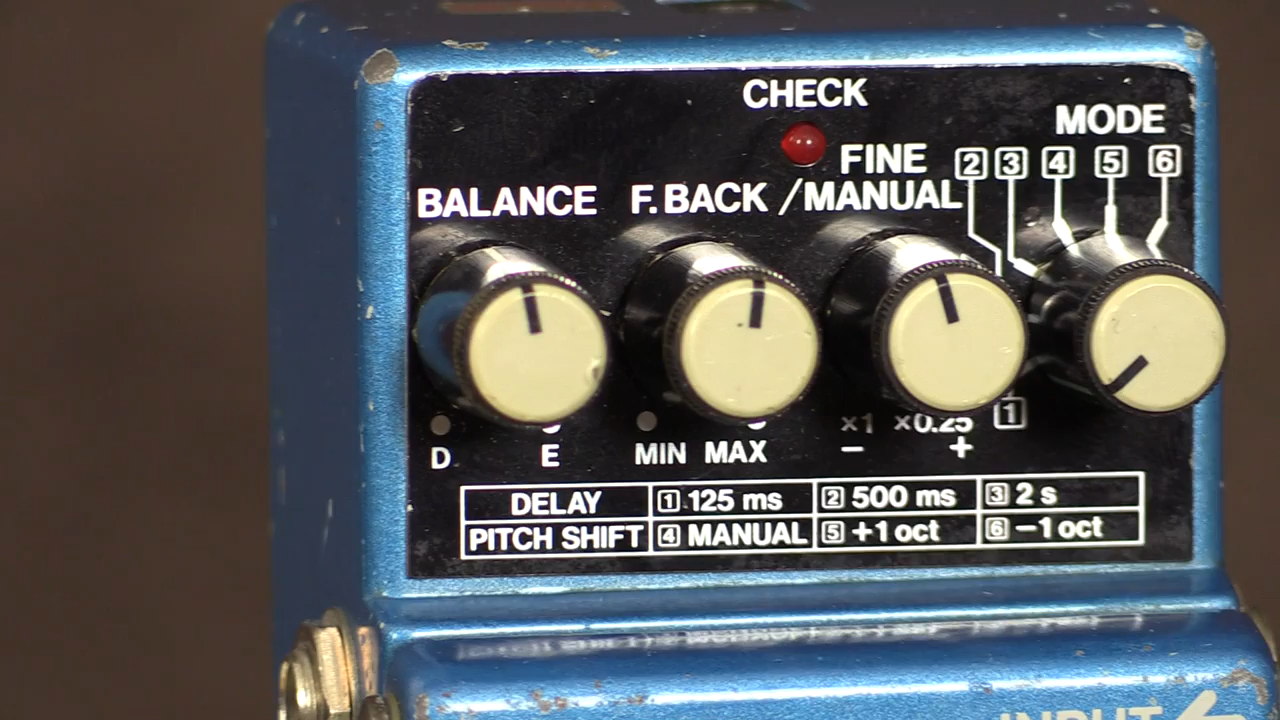 CHECK
MODE
FINE
2 3 4 5 6
BALANCE F.BACK /MANUAL
×1 ×0.25 1
D E MIN MAX − +
DELAY 1 125 ms 2 500 ms 3 2 s
PITCH SHIFT 4 MANUAL 5 +1 oct 6 −1 oct
INPUT